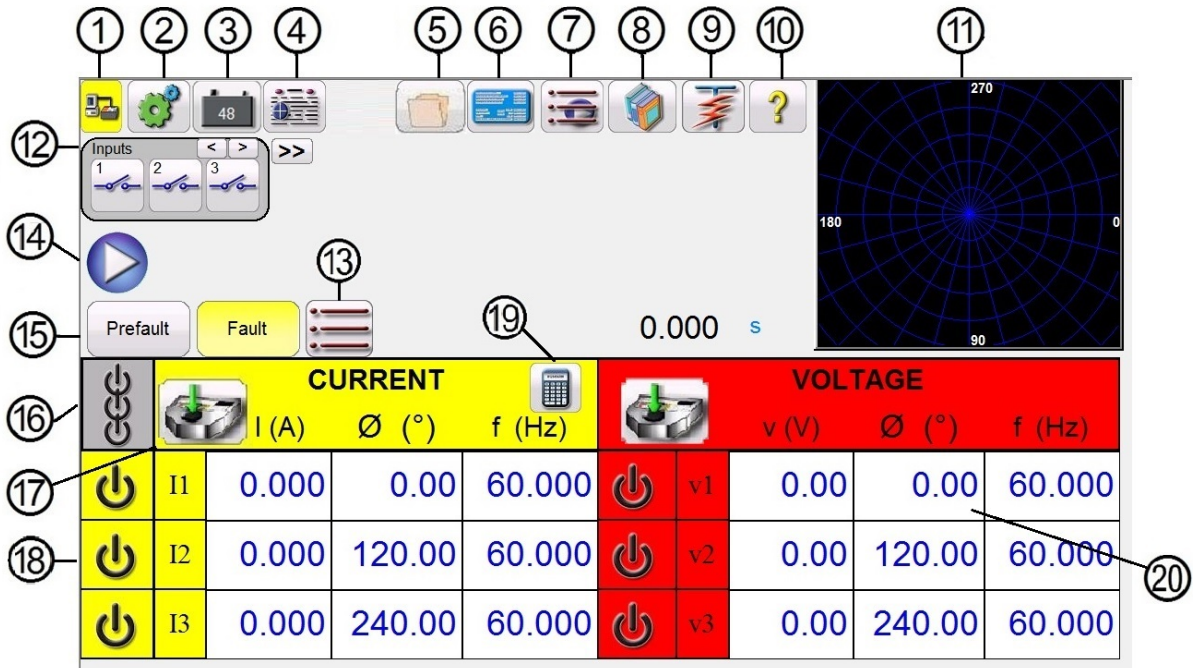 1 2 3 4 5 6 7 8 9 10 11
48
270
12 Inputs < > >>
1 2 3
180 0
14
13
15 Prefault Fault 19 0.000 s
90
16 CURRENT VOLTAGE
I (A) Ø (°) f (Hz) v (V) Ø (°) f (Hz)
17 I1 0.000 0.00 60.000 v1 0.00 0.00 60.000
18 I2 0.000 120.00 60.000 v2 0.00 120.00 60.000
20
I3 0.000 240.00 60.000 v3 0.00 240.00 60.000